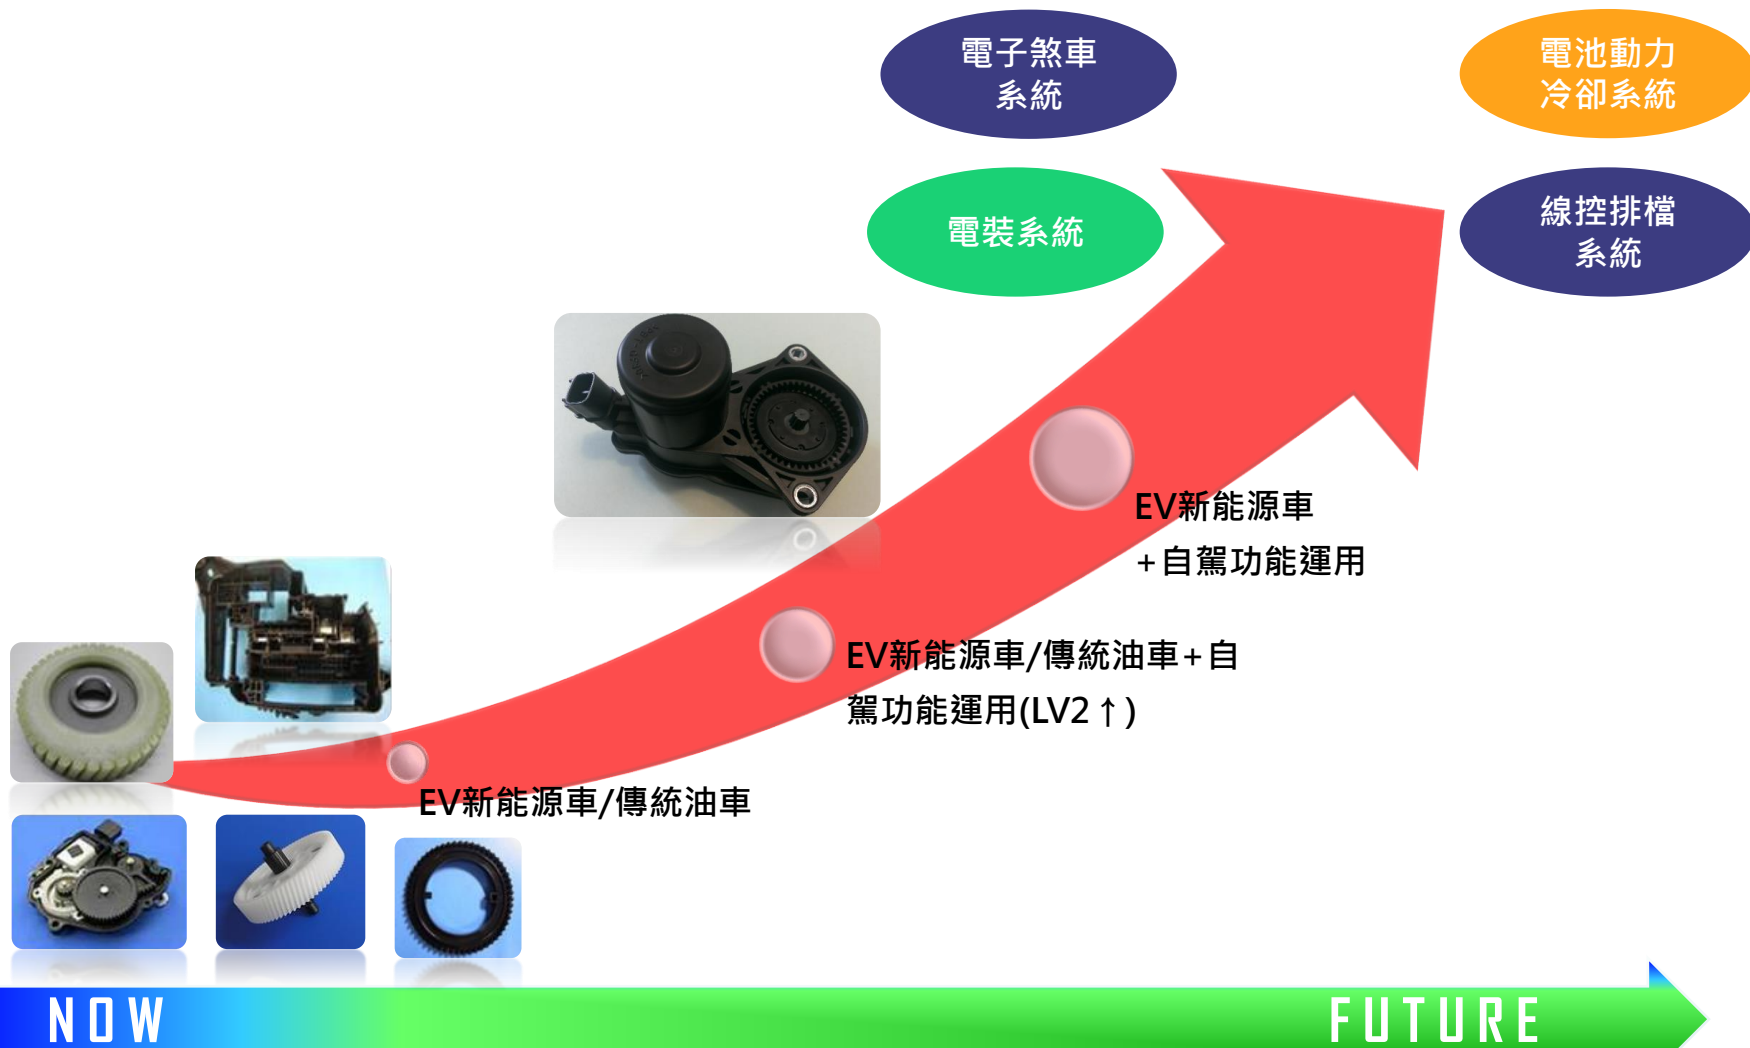 電子煞車
系統
電池動力
冷卻系統
電裝系統
線控排檔
系統
EV新能源車
+自駕功能運用
EV新能源車/傳統油車+自
駕功能運用(LV2↑)
EV新能源車/傳統油車
NOW
FUTURE